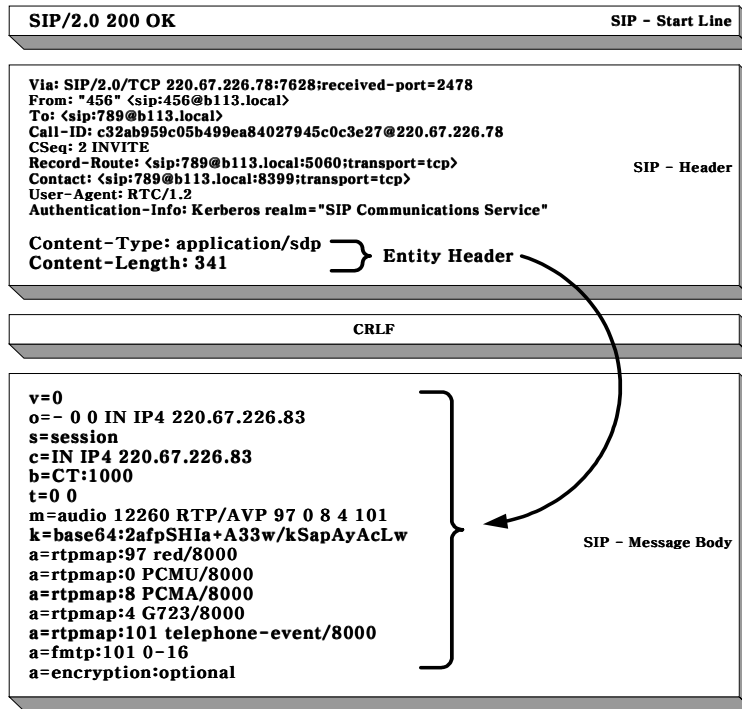 SIP/2.0 200 OK
SIP - Start Line
Via: SIP/2.0/TCP 220.67.226.78:7628;received-port=2478
From: "456" <sip:456@b113.local>
To: <sip:789@b113.local>
Call-ID: c32ab959c05b499ea84027945c0c3e27@220.67.226.78
CSeq: 2 INVITE
Record-Route: <sip:789@b113.local:5060;transport=tcp>
Contact: <sip:789@b113.local:8399;transport=tcp>
User-Agent: RTC/1.2
Authentication-Info: Kerberos realm="SIP Communications Service"
SIP - Header
Content-Type: application/sdp
Content-Length: 341
Entity Header
CRLF
v=0
o=- 0 0 IN IP4 220.67.226.83
s=session
c=IN IP4 220.67.226.83
b=CT:1000
t=0 0
m=audio 12260 RTP/AVP 97 0 8 4 101
k=base64:2afpSHIa+A33w/kSapAyAcLw
a=rtpmap:97 red/8000
a=rtpmap:0 PCMU/8000
a=rtpmap:8 PCMA/8000
a=rtpmap:4 G723/8000
a=rtpmap:101 telephone-event/8000
a=fmtp:101 0-16
a=encryption:optional
SIP - Message Body